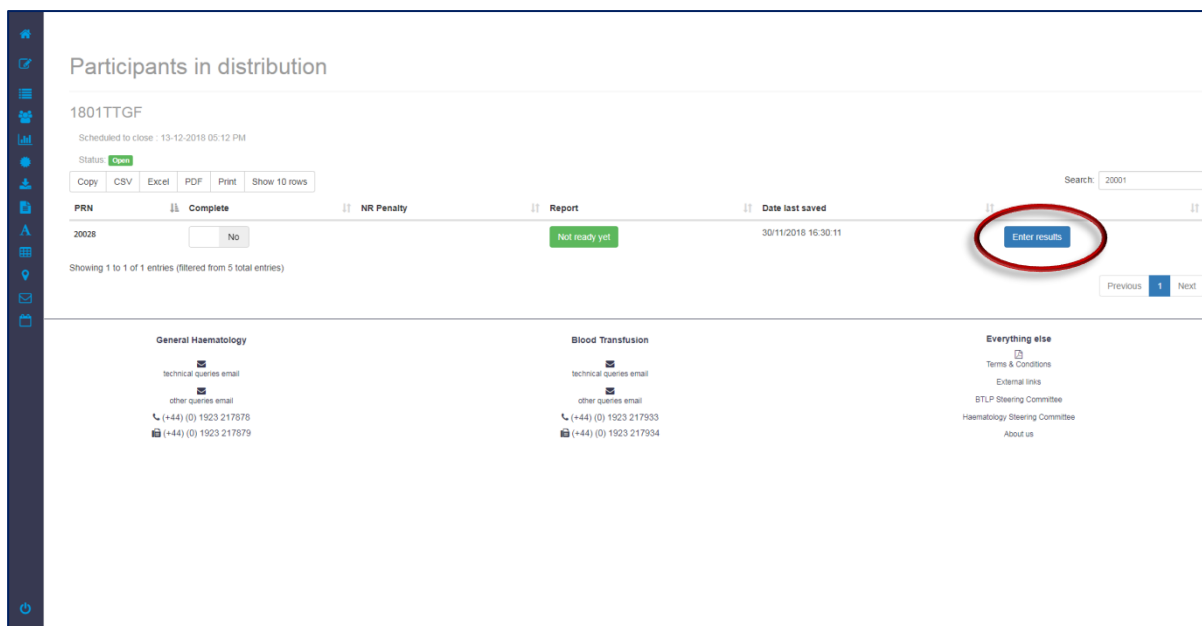 Participants in distribution
1801TTGF
Scheduled to close : 13-12-2018 05:12 PM
Status: Open
Copy CSV Excel PDF Print Show 10 rows
Search: 20001
PRN Complete NR Penalty Report Date last saved
20028 No Not ready yet 30/11/2018 16:30:11 Enter results
Showing 1 to 1 of 1 entries (filtered from 5 total entries)
Previous 1 Next
General Haematology
technical queries email
other queries email
(+44) (0) 1923 217878
(+44) (0) 1923 217879
Blood Transfusion
technical queries email
other queries email
(+44) (0) 1923 217933
(+44) (0) 1923 217934
Everything else
Terms & Conditions
External links
BTLP Steering Committee
Haematology Steering Committee
About us